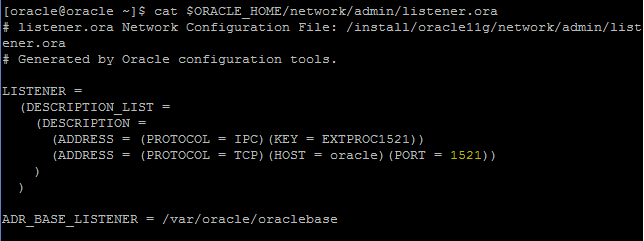 [oracle@oracle ~]$ cat $ORACLE_HOME/network/admin/listener.ora
# listener.ora Network Configuration File: /install/oracle11g/network/admin/list
ener.ora
# Generated by Oracle configuration tools.

LISTENER =
  (DESCRIPTION_LIST =
    (DESCRIPTION =
      (ADDRESS = (PROTOCOL = IPC)(KEY = EXTPROC1521))
      (ADDRESS = (PROTOCOL = TCP)(HOST = oracle)(PORT = 1521))
    )
  )

ADR_BASE_LISTENER = /var/oracle/oraclebase